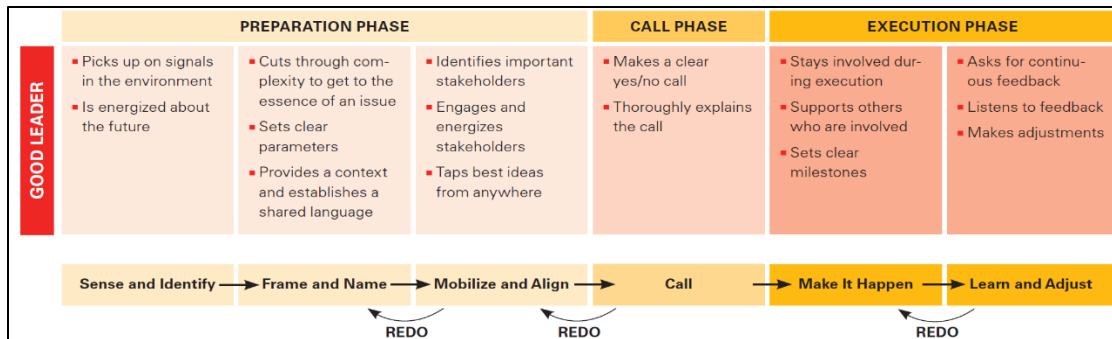 PREPARATION PHASE
CALL PHASE
EXECUTION PHASE
GOOD LEADER
▪ Picks up on signals
in the environment
▪ Is energized about
the future
▪ Cuts through com-
plexity to get to the
essence of an issue
▪ Sets clear
parameters
▪ Provides a context
and establishes a
shared language
▪ Identifies important
stakeholders
▪ Engages and
energizes
stakeholders
▪ Taps best ideas
from anywhere
▪ Makes a clear
yes/no call
▪ Thoroughly explains
the call
▪ Stays involved dur-
ing execution
▪ Supports others
who are involved
▪ Sets clear
milestones
▪ Asks for continu-
ous feedback
▪ Listens to feedback
▪ Makes adjustments
Sense and Identify
Frame and Name
Mobilize and Align
Call
Make It Happen
Learn and Adjust
REDO
REDO
REDO